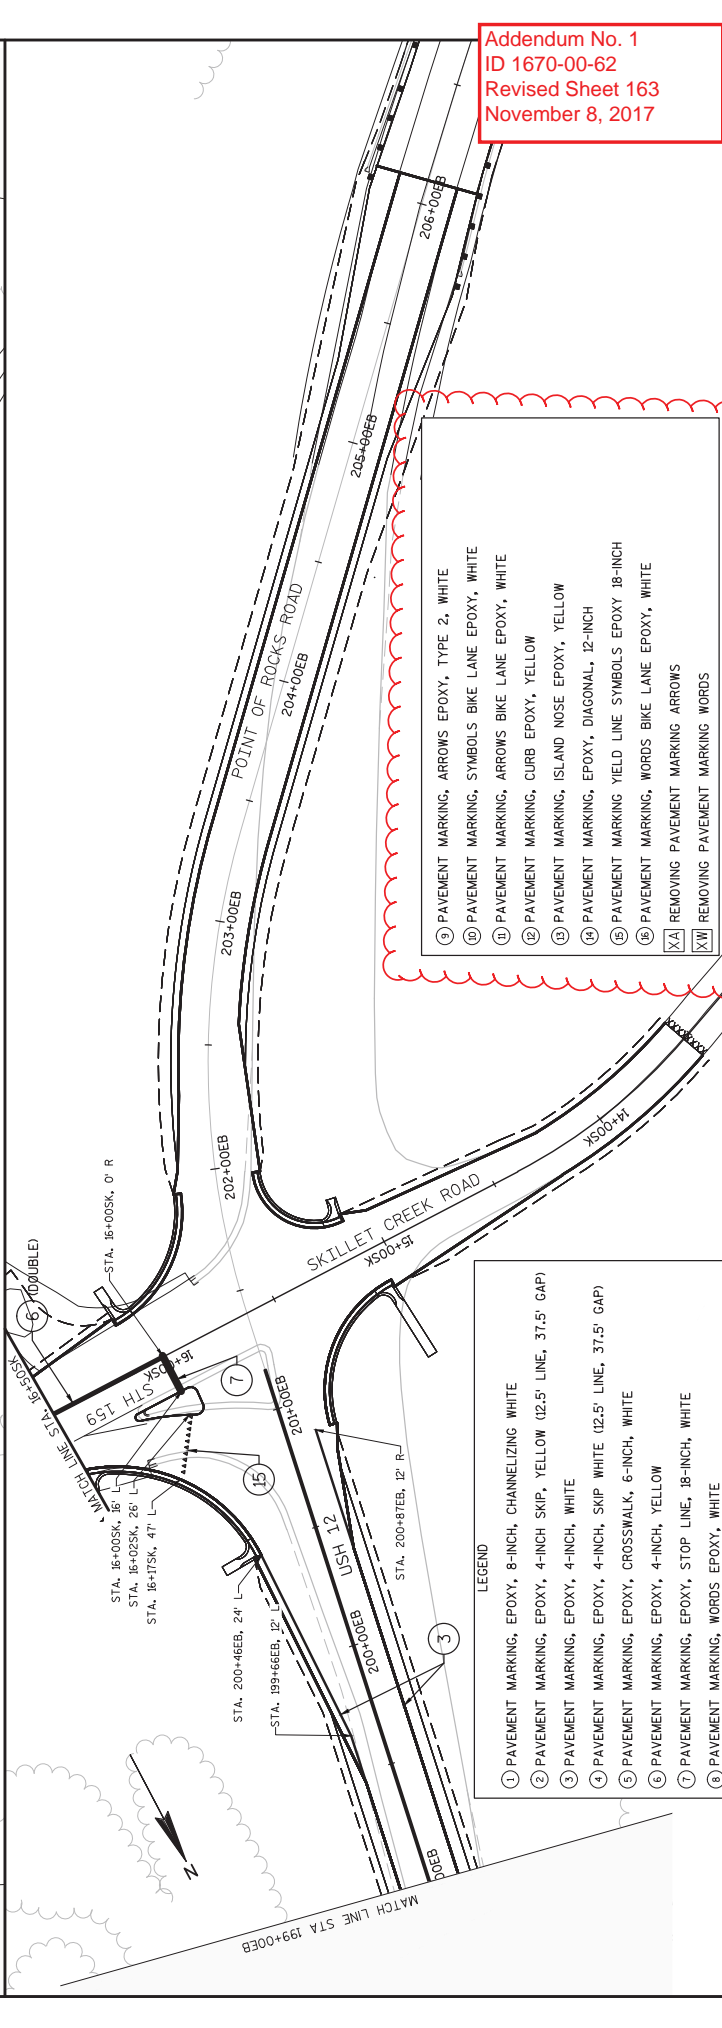 Addendum No. 1
ID 1670-00-62
Revised Sheet 163
November 8, 2017
206+00EB
205+00EB
204+00EB
203+00EB
202+00EB
201+00EB
200+00EB
00EB
POINT OF ROCKS ROAD
SKILLET CREEK ROAD
14+00SK
15+00SK
16+00SK
STH 159
USH 12
6 (DOUBLE)
7
15
3
STA. 16+00SK, 0' R
MATCH LINE STA. 16+50SK
STA. 16+00SK, 16' L
STA. 16+02SK, 26' L
STA. 16+17SK, 47' L
STA. 200+46EB, 24' L
STA. 199+66EB, 12' L
STA. 200+87EB, 12' R
MATCH LINE STA 199+00EB
N
LEGEND
1 PAVEMENT MARKING, EPOXY, 8-INCH, CHANNELIZING WHITE
2 PAVEMENT MARKING, EPOXY, 4-INCH SKIP, YELLOW (12.5' LINE, 37.5' GAP)
3 PAVEMENT MARKING, EPOXY, 4-INCH, WHITE
4 PAVEMENT MARKING, EPOXY, 4-INCH, SKIP WHITE (12.5' LINE, 37.5' GAP)
5 PAVEMENT MARKING, EPOXY, CROSSWALK, 6-INCH, WHITE
6 PAVEMENT MARKING, EPOXY, 4-INCH, YELLOW
7 PAVEMENT MARKING, EPOXY, STOP LINE, 18-INCH, WHITE
8 PAVEMENT MARKING, WORDS EPOXY, WHITE
9 PAVEMENT MARKING, ARROWS EPOXY, TYPE 2, WHITE
10 PAVEMENT MARKING, SYMBOLS BIKE LANE EPOXY, WHITE
11 PAVEMENT MARKING, ARROWS BIKE LANE EPOXY, WHITE
12 PAVEMENT MARKING, CURB EPOXY, YELLOW
13 PAVEMENT MARKING, ISLAND NOSE EPOXY, YELLOW
14 PAVEMENT MARKING, EPOXY, DIAGONAL, 12-INCH
15 PAVEMENT MARKING YIELD LINE SYMBOLS EPOXY 18-INCH
16 PAVEMENT MARKING, WORDS BIKE LANE EPOXY, WHITE
XA REMOVING PAVEMENT MARKING ARROWS
XW REMOVING PAVEMENT MARKING WORDS